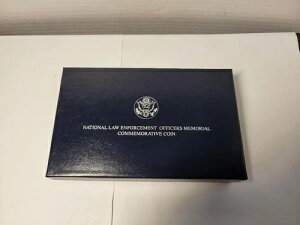 NATIONAL LAW ENFORCEMENT OFFICERS MEMORIAL
COMMEMORATIVE COIN